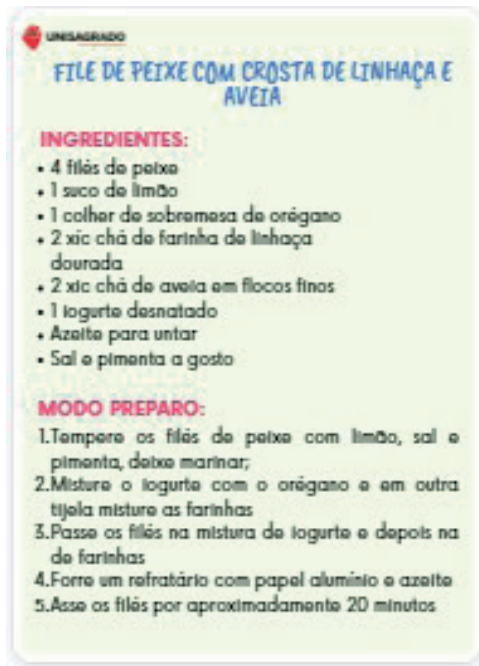 UNISAGRADO
FILE DE PEIXE COM CROSTA DE LINHAÇA E
AVEIA
INGREDIENTES:
• 4 filés de peixe
• 1 suco de limão
• 1 colher de sobremesa de orégano
• 2 xic chá de farinha de linhaça
dourada
• 2 xic chá de aveia em flocos finos
• 1 iogurte desnatado
• Azeite para untar
• Sal e pimenta a gosto
MODO PREPARO:
1.Tempere os filés de peixe com limão, sal e
pimenta, deixe marinar;
2.Misture o iogurte com o orégano e em outra
tijela misture as farinhas
3.Passe os filés na mistura de iogurte e depois na
de farinhas
4.Forre um refratário com papel alumínio e azeite
5.Asse os filés por aproximadamente 20 minutos